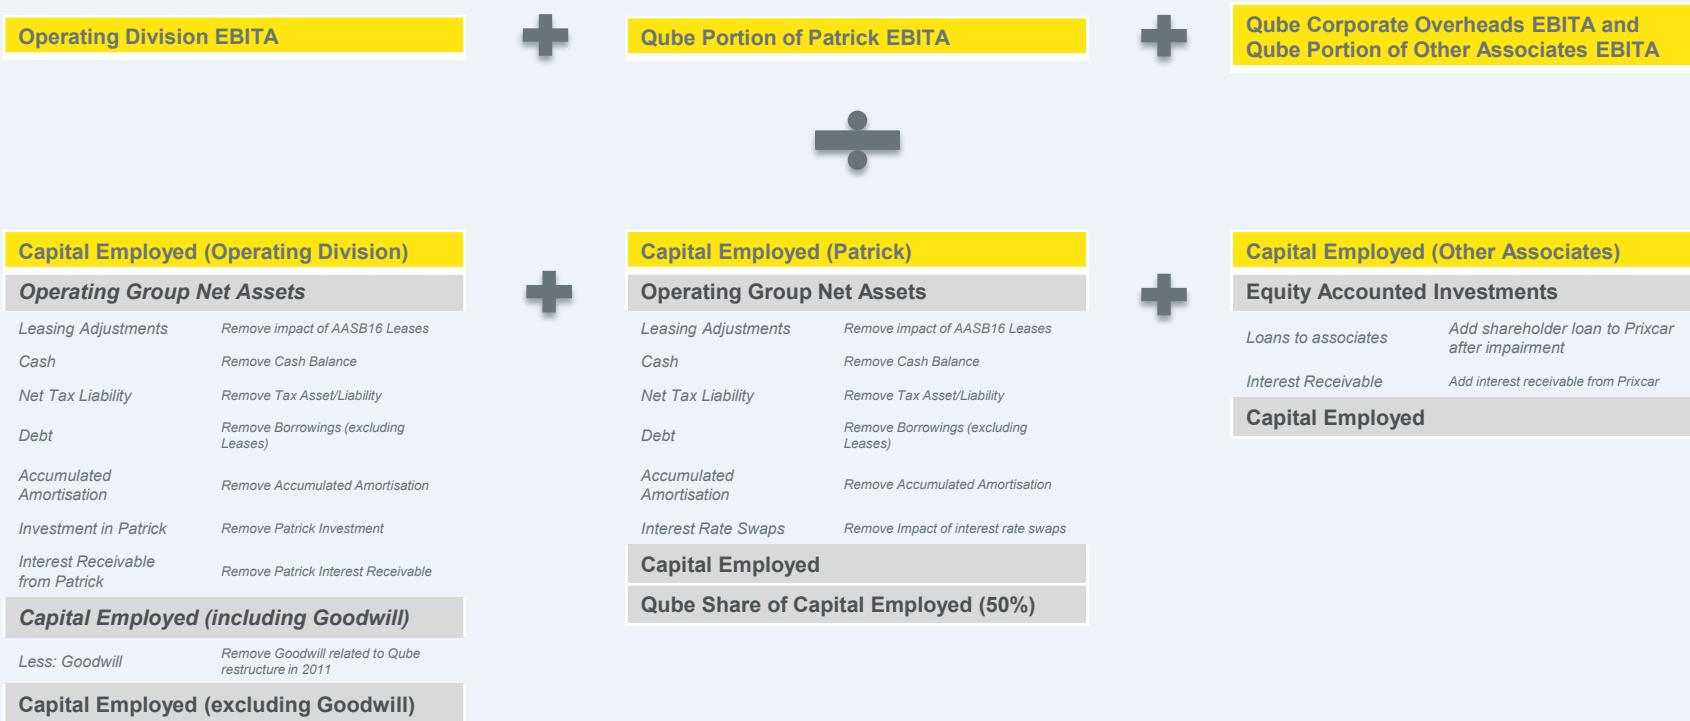 Operating Division EBITA
Qube Portion of Patrick EBITA
Qube Corporate Overheads EBITA and
Qube Portion of Other Associates EBITA
Capital Employed (Operating Division)
Operating Group Net Assets
Leasing Adjustments Remove impact of AASB16 Leases
Cash Remove Cash Balance
Net Tax Liability Remove Tax Asset/Liability
Debt Remove Borrowings (excluding
Leases)
Accumulated
Amortisation Remove Accumulated Amortisation
Investment in Patrick Remove Patrick Investment
Interest Receivable
from Patrick Remove Patrick Interest Receivable
Capital Employed (including Goodwill)
Less: Goodwill Remove Goodwill related to Qube
restructure in 2011
Capital Employed (excluding Goodwill)
Capital Employed (Patrick)
Operating Group Net Assets
Leasing Adjustments Remove impact of AASB16 Leases
Cash Remove Cash Balance
Net Tax Liability Remove Tax Asset/Liability
Debt Remove Borrowings (excluding
Leases)
Accumulated
Amortisation Remove Accumulated Amortisation
Interest Rate Swaps Remove Impact of interest rate swaps
Capital Employed
Qube Share of Capital Employed (50%)
Capital Employed (Other Associates)
Equity Accounted Investments
Loans to associates Add shareholder loan to Prixcar
after impairment
Interest Receivable Add interest receivable from Prixcar
Capital Employed